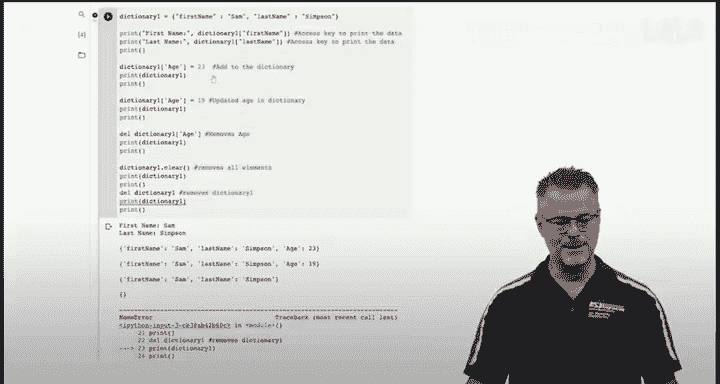 dictionary1 = {"firstName" : "Sam", "lastName" : "Simpson"}
print("First Name:", dictionary1["firstName"]) #Access key to print the data
print("Last Name:", dictionary1["lastName"]) #Access key to print the data
print()
dictionary1['Age'] = 23 #Add to the dictionary
print(dictionary1)
print()
dictionary1['Age'] = 19 #Updated age in dictionary
print(dictionary1)
print()
del dictionary1['Age'] #Removes Age
print(dictionary1)
print()
dictionary1.clear() #removes all elements
print(dictionary1)
print()
del dictionary1 #removes dictionary1
print(dictionary1)
print()
First Name: Sam
Last Name: Simpson
{'firstName': 'Sam', 'lastName': 'Simpson', 'Age': 23}
{'firstName': 'Sam', 'lastName': 'Simpson', 'Age': 19}
{'firstName': 'Sam', 'lastName': 'Simpson'}
{}
NameError Traceback (most recent call last)
in <module>()
21 print()
22 del dictionary1 #removes dictionary1
---> 23 print(dictionary1)
24 print()